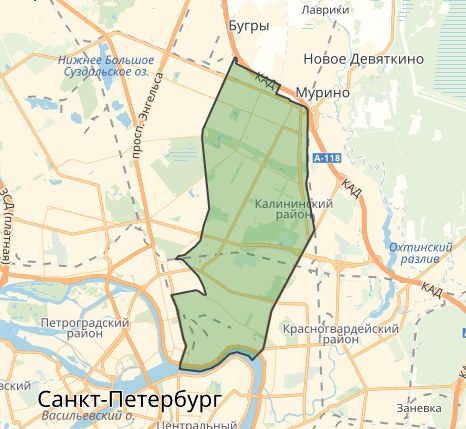 Лаврики
Бугры
Нижнее Большое
Суздальское оз.
Новое Девяткино
КАД
Мурино
просп. Энгельса
А-118
КАД
Калининский
район
ЗСД (платная)
Охтинский
разлив
КАД
Петроградский
район
Красногвардейский
район
КАД
Санкт-Петербург
Заневка
Васильевский о.
Центральный